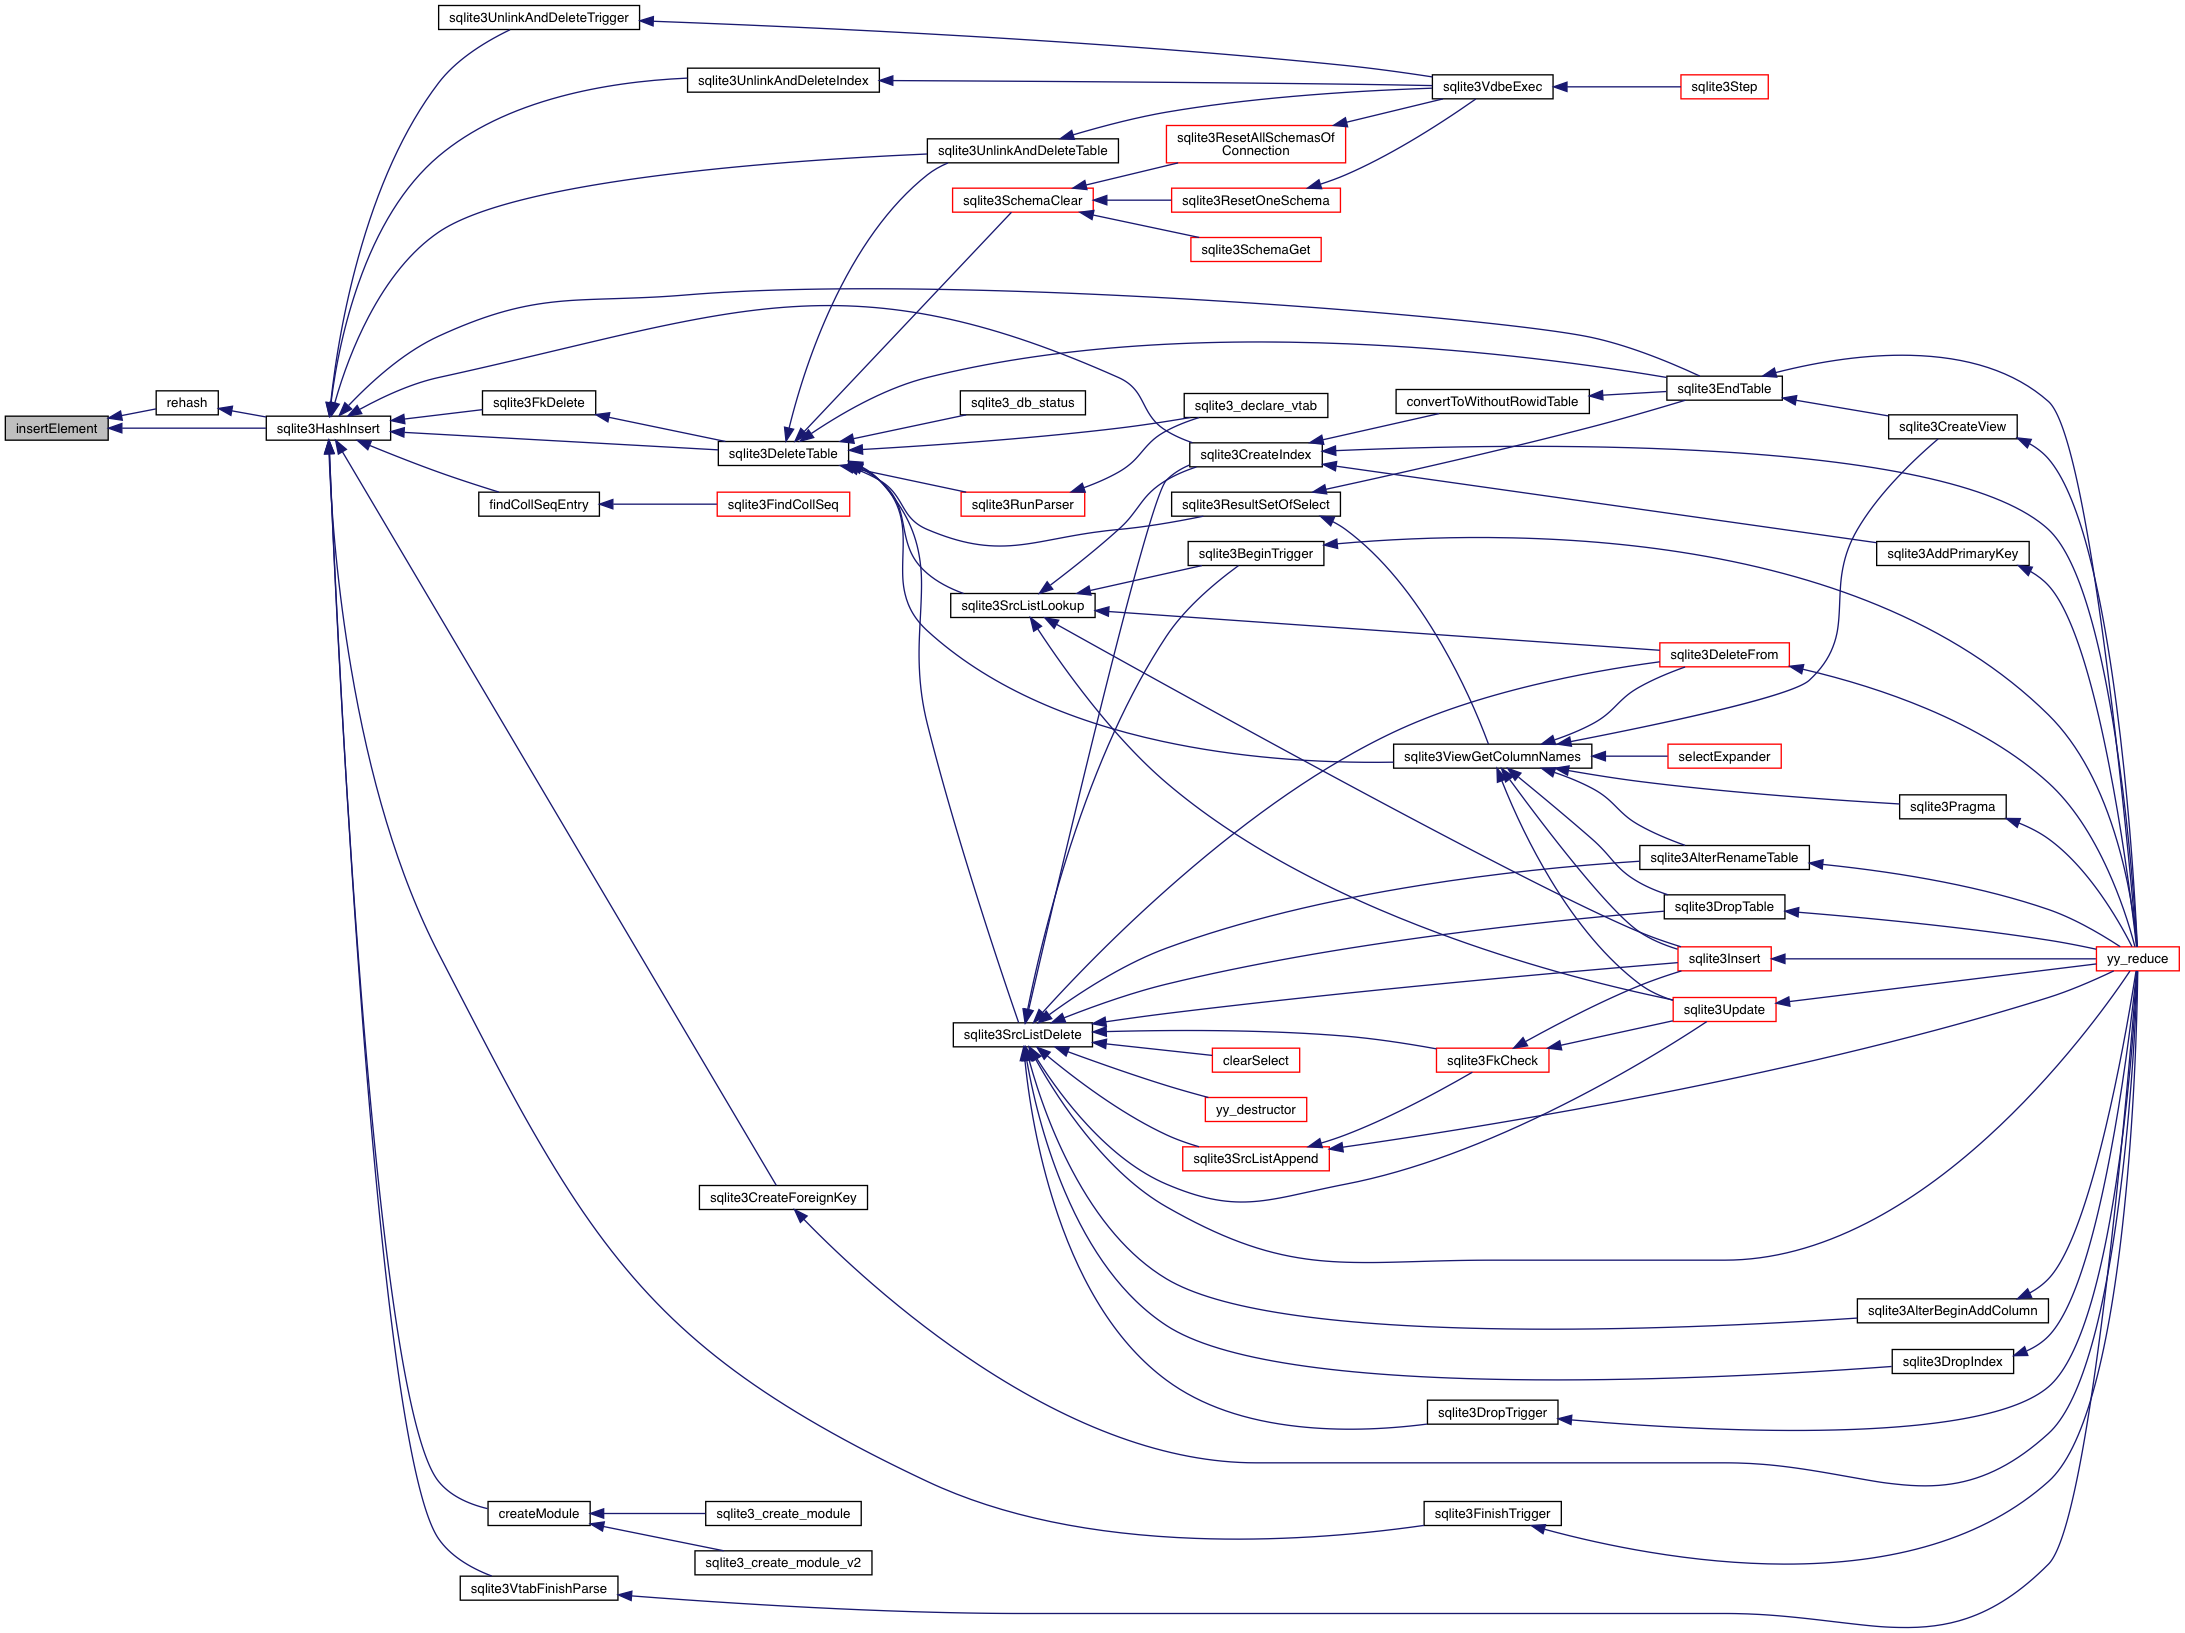 sqlite3UnlinkAndDeleteTrigger
sqlite3UnlinkAndDeleteIndex
sqlite3VdbeExec
sqlite3Step
sqlite3ResetAllSchemasOf
Connection
sqlite3UnlinkAndDeleteTable
sqlite3SchemaClear
sqlite3ResetOneSchema
sqlite3SchemaGet
sqlite3EndTable
rehash
sqlite3FkDelete
sqlite3_db_status
sqlite3_declare_vtab
convertToWithoutRowidTable
insertElement
sqlite3HashInsert
sqlite3CreateView
sqlite3DeleteTable
sqlite3CreateIndex
findCollSeqEntry
sqlite3FindCollSeq
sqlite3RunParser
sqlite3ResultSetOfSelect
sqlite3BeginTrigger
sqlite3AddPrimaryKey
sqlite3SrcListLookup
sqlite3DeleteFrom
sqlite3ViewGetColumnNames
selectExpander
sqlite3Pragma
sqlite3AlterRenameTable
sqlite3DropTable
sqlite3Insert
yy_reduce
sqlite3Update
sqlite3SrcListDelete
clearSelect
sqlite3FkCheck
yy_destructor
sqlite3SrcListAppend
sqlite3CreateForeignKey
sqlite3AlterBeginAddColumn
sqlite3DropIndex
sqlite3DropTrigger
createModule
sqlite3_create_module
sqlite3FinishTrigger
sqlite3_create_module_v2
sqlite3VtabFinishParse